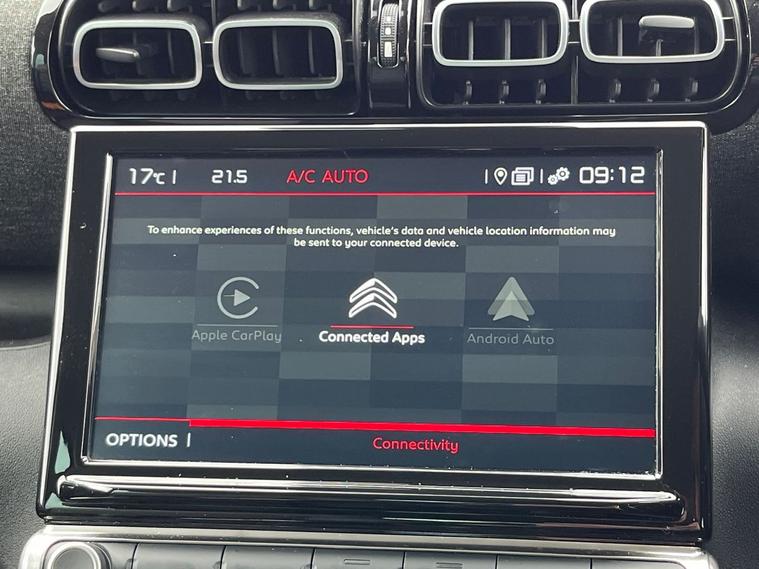 17°C | 21.5 A/C AUTO 09:12
To enhance experiences of these functions, vehicle's data and vehicle location information may
be sent to your connected device.
Apple CarPlay Connected Apps Android Auto
OPTIONS | Connectivity